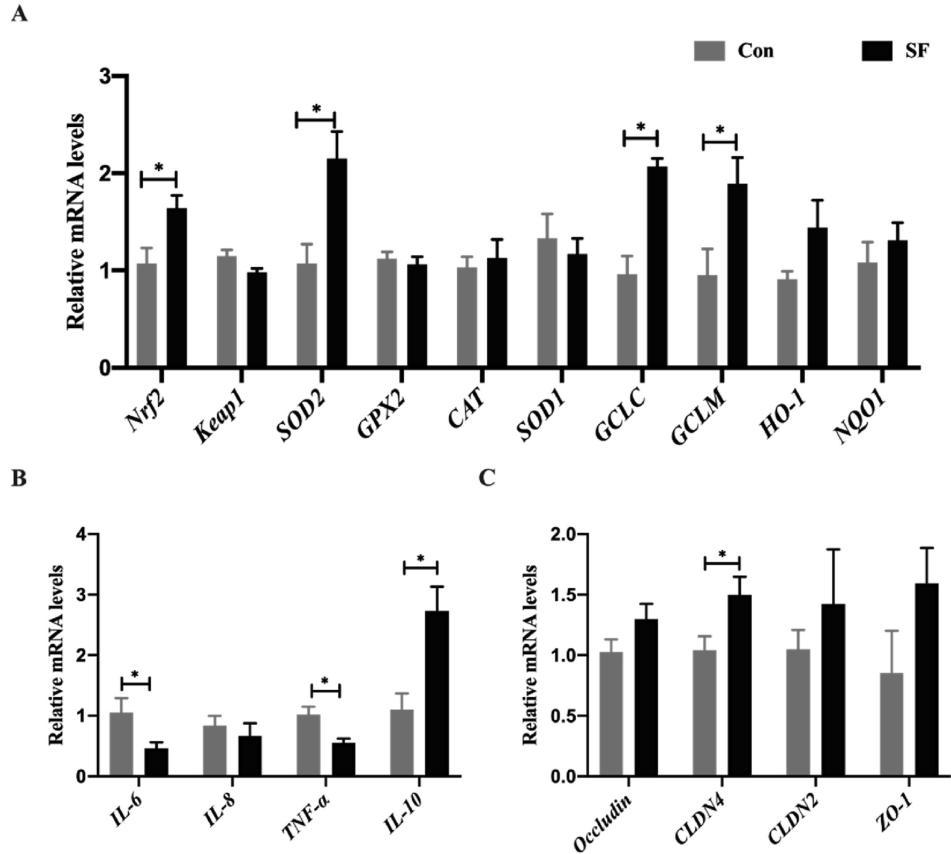 A
Con SF
Relative mRNA levels
3
2
1
0
* * * *
Nrf2 Keap1 SOD2 GPX2 CAT SOD1 GCLC GCLM HO-1 NQO1
B
Relative mRNA levels
4
3
2
1
0
* * *
IL-6 IL-8 TNF-α IL-10
C
Relative mRNA levels
2.0
1.5
1.0
0.5
0.0
*
Occludin CLDN4 CLDN2 ZO-1